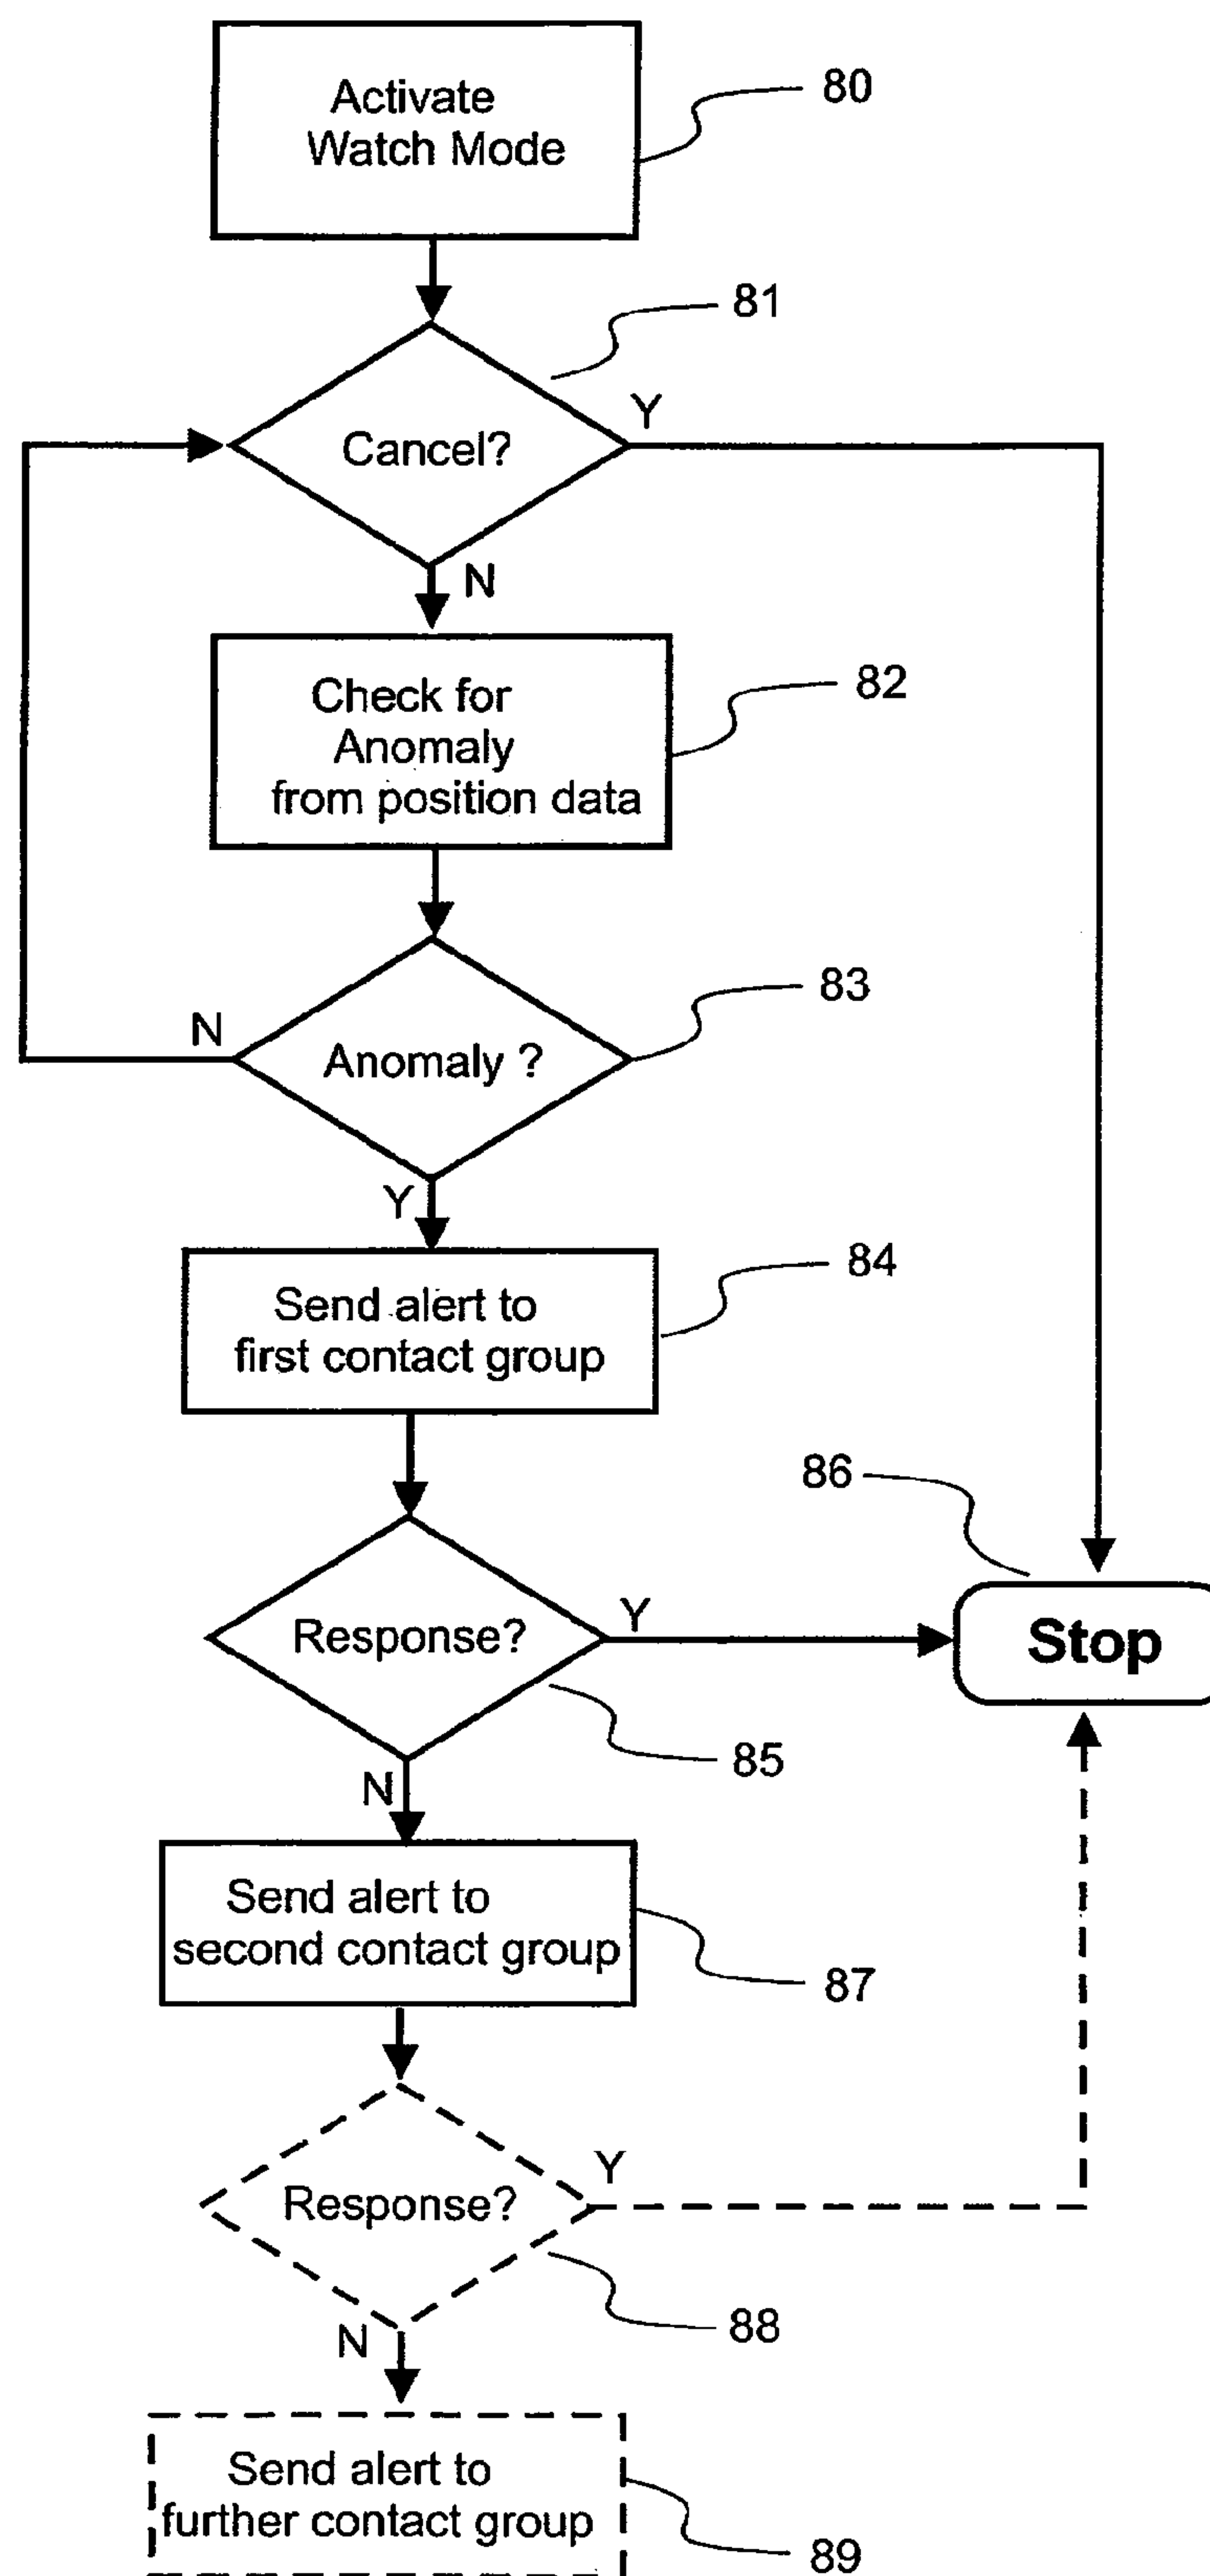 Activate
Watch Mode
80
81
Cancel?
Y
N
Check for
Anomaly
from position data
82
83
Anomaly ?
N
Y
Send alert to
first contact group
84
86
Response?
Y
Stop
85
N
Send alert to
second contact group
87
Response?
Y
88
N
Send alert to
further contact group
89